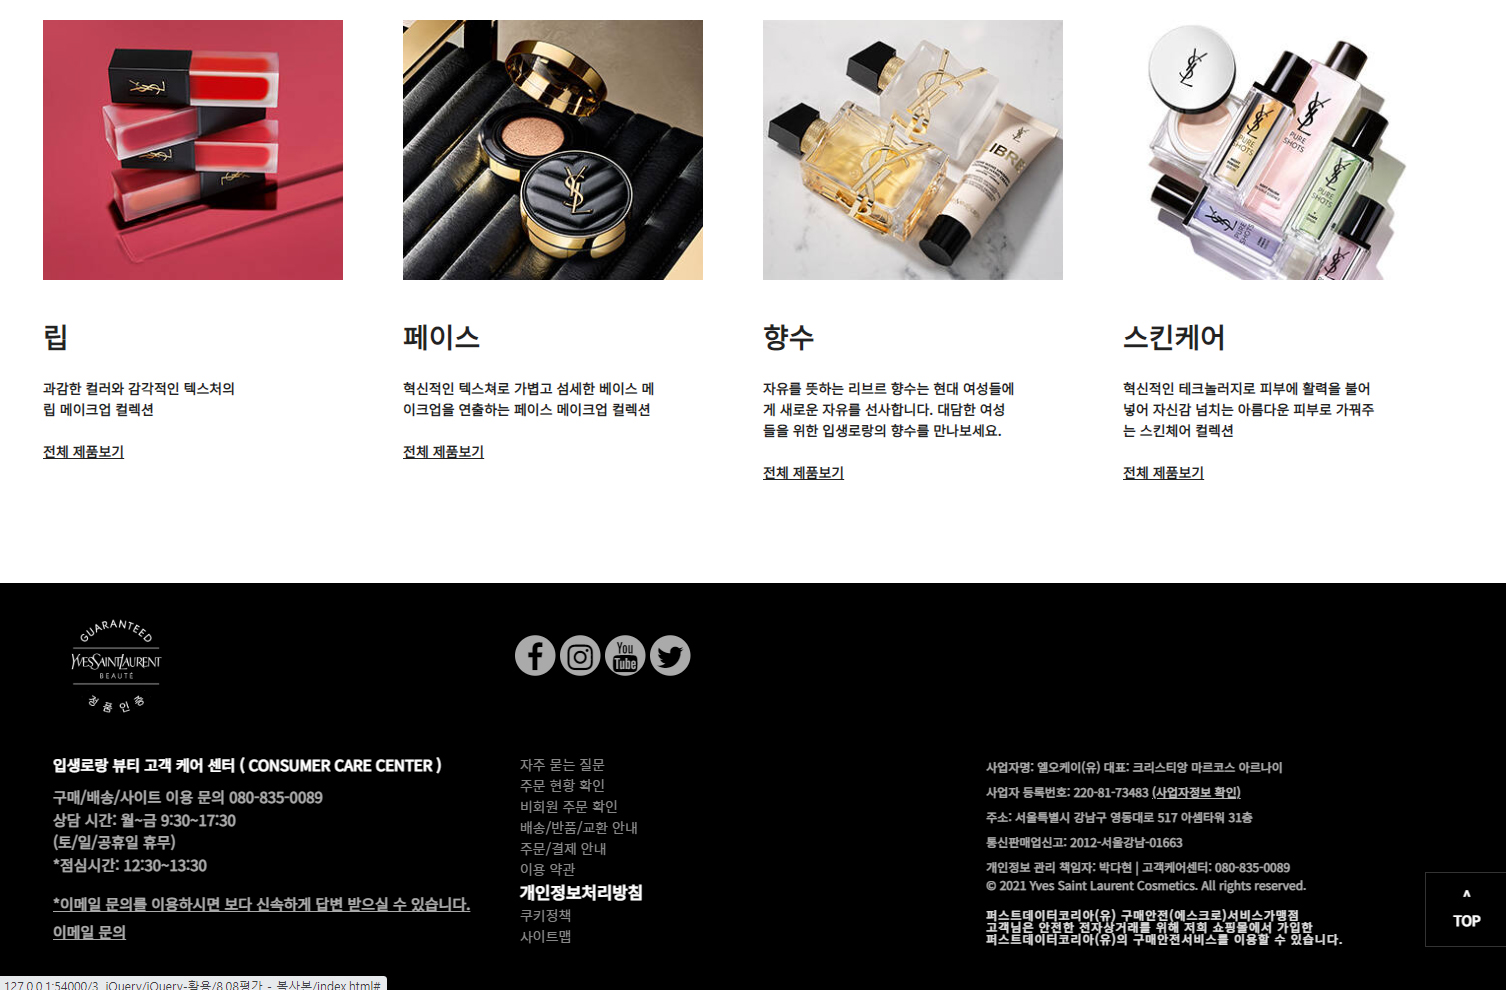 YSL
PURE SHOTS
PURE SHOTS
PURE SHOTS
립
과감한 컬러와 감각적인 텍스처의
립 메이크업 컬렉션
전체 제품보기
페이스
혁신적인 텍스쳐로 가볍고 섬세한 베이스 메
이크업을 연출하는 페이스 메이크업 컬렉션
전체 제품보기
향수
자유를 뜻하는 리브르 향수는 현대 여성들에
게 새로운 자유를 선사합니다. 대담한 여성
들을 위한 입생로랑의 향수를 만나보세요.
전체 제품보기
스킨케어
혁신적인 테크놀러지로 피부에 활력을 불어
넣어 자신감 넘치는 아름다운 피부로 가꿔주
는 스킨체어 컬렉션
전체 제품보기
GUARANTEED
YVESSAINTLAURENT
BEAUTÉ
정품인증
You
Tube
입생로랑 뷰티 고객 케어 센터 ( CONSUMER CARE CENTER )
구매/배송/사이트 이용 문의 080-835-0089
상담 시간: 월~금 9:30~17:30
(토/일/공휴일 휴무)
*점심시간: 12:30~13:30
*이메일 문의를 이용하시면 보다 신속하게 답변 받으실 수 있습니다.
이메일 문의
자주 묻는 질문
주문 현황 확인
비회원 주문 확인
배송/반품/교환 안내
주문/결제 안내
이용 약관
개인정보처리방침
쿠키정책
사이트맵
사업자명: 엘오케이(유) 대표: 크리스티앙 마르코스 아르나이
사업자 등록번호: 220-81-73483 (사업자정보 확인)
주소: 서울특별시 강남구 영동대로 517 아셈타워 31층
통신판매업신고: 2012-서울강남-01663
개인정보 관리 책임자: 박다현 | 고객케어센터: 080-835-0089
© 2021 Yves Saint Laurent Cosmetics. All rights reserved.
퍼스트데이터코리아(유) 구매안전(에스크로)서비스가맹점
고객님은 안전한 전자상거래를 위해 저희 쇼핑몰에서 가입한
퍼스트데이터코리아(유)의 구매안전서비스를 이용할 수 있습니다.
^
TOP
127.0.0.1:54000/3_jQuery/jQuery-활용/8.08평가_-_복사본/index.html#